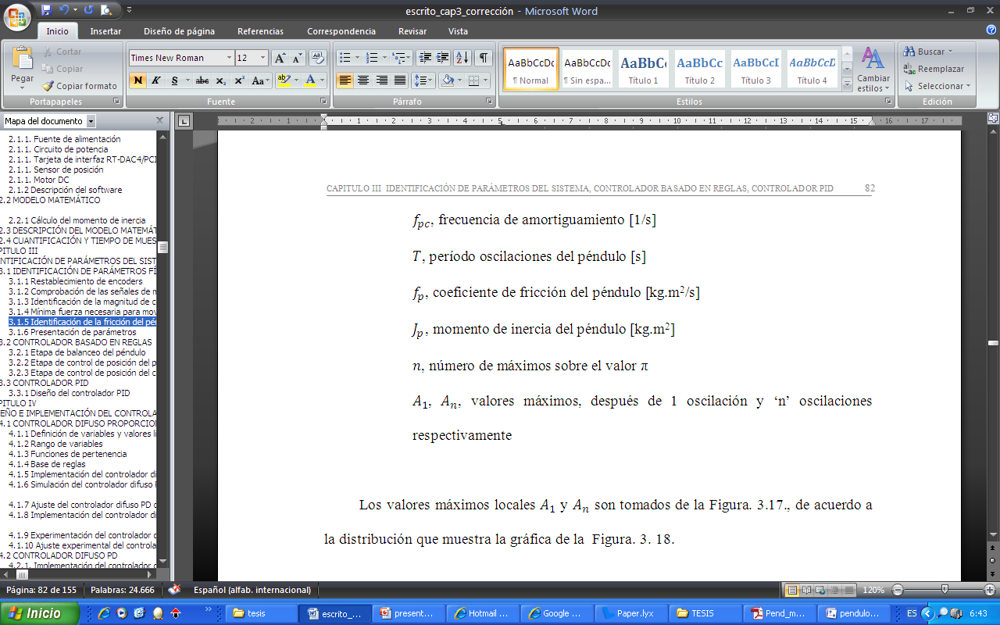 escrito_cap3_corrección - Microsoft Word
Inicio Insertar Diseño de página Referencias Correspondencia Revisar Vista
Pegar
Cortar
Copiar
Copiar formato
Portapapeles
Times New Roman 12
N K S abc x₂ x² Aa
Fuente
Párrafo
AaBbCcDc AaBbCcDc AaBbCc AaBbCc AaBbCcI AaBbCcD
¶ Normal ¶ Sin espa... Título 1 Título 2 Título 3 Título 4
Cambiar estilos
Estilos
Buscar
Reemplazar
Seleccionar
Edición
Mapa del documento
2.1.1. Fuente de alimentación
2.1.1. Circuito de potencia
2.1.1. Tarjeta de interfaz RT-DAC4/PCI
2.1.1. Sensor de posición
2.1.1. Motor DC
2.1.2 Descripción del software
2.2 MODELO MATEMÁTICO
2.2.1 Cálculo del momento de inercia
2.3 DESCRIPCIÓN DEL MODELO MATEMÁT
2.4 CUANTIFICACIÓN Y TIEMPO DE MUES
PITULO III
NTIFICACIÓN DE PARÁMETROS DEL SIST
3.1 IDENTIFICACIÓN DE PARÁMETROS FÍ
3.1.1 Restablecimiento de encoders
3.1.2 Comprobación de las señales de m
3.1.3 Identificación de la magnitud de c
3.1.4 Mínima fuerza necesaria para mov
3.1.5 Identificación de la fricción del pé
3.1.6 Presentación de parámetros
3.2 CONTROLADOR BASADO EN REGLAS
3.2.1 Etapa de balanceo del péndulo
3.2.2 Etapa de control de posición del p
3.2.3 Etapa de control de posición del c
3.3 CONTROLADOR PID
3.3.1 Diseño del controlador PID
PITULO IV
EÑO E IMPLEMENTACIÓN DEL CONTROLA
4.1 CONTROLADOR DIFUSO PROPORCION
4.1.1 Definición de variables y valores li
4.1.2 Rango de variables
4.1.3 Funciones de pertenencia
4.1.4 Base de reglas
4.1.5 Implementación del controlador di
4.1.6 Simulación del controlador difuso
4.1.7 Ajuste del controlador difuso PD
4.1.8 Implementación del controlador di
4.1.9 Experimentación del controlador
4.1.10 Ajuste experimental del controla
4.2 CONTROLADOR DIFUSO PD
4.2.1. Implementación del controlador
CAPITULO III IDENTIFICACIÓN DE PARÁMETROS DEL SISTEMA, CONTROLADOR BASADO EN REGLAS, CONTROLADOR PID 82
f_pc, frecuencia de amortiguamiento [1/s]
T, período oscilaciones del péndulo [s]
f_p, coeficiente de fricción del péndulo [kg.m²/s]
J_p, momento de inercia del péndulo [kg.m²]
n, número de máximos sobre el valor π
A₁, Aₙ, valores máximos, después de 1 oscilación y ‘n’ oscilaciones
respectivamente
Los valores máximos locales A₁ y Aₙ son tomados de la Figura. 3.17., de acuerdo a
la distribución que muestra la gráfica de la Figura. 3. 18.
Página: 82 de 155 Palabras: 24.666 Español (alfab. internacional) 120%
Inicio tesis escrito_... present... Hotmail ... Google ... Paper.lyx TESIS Pend_m... pendulo... ES 6:43